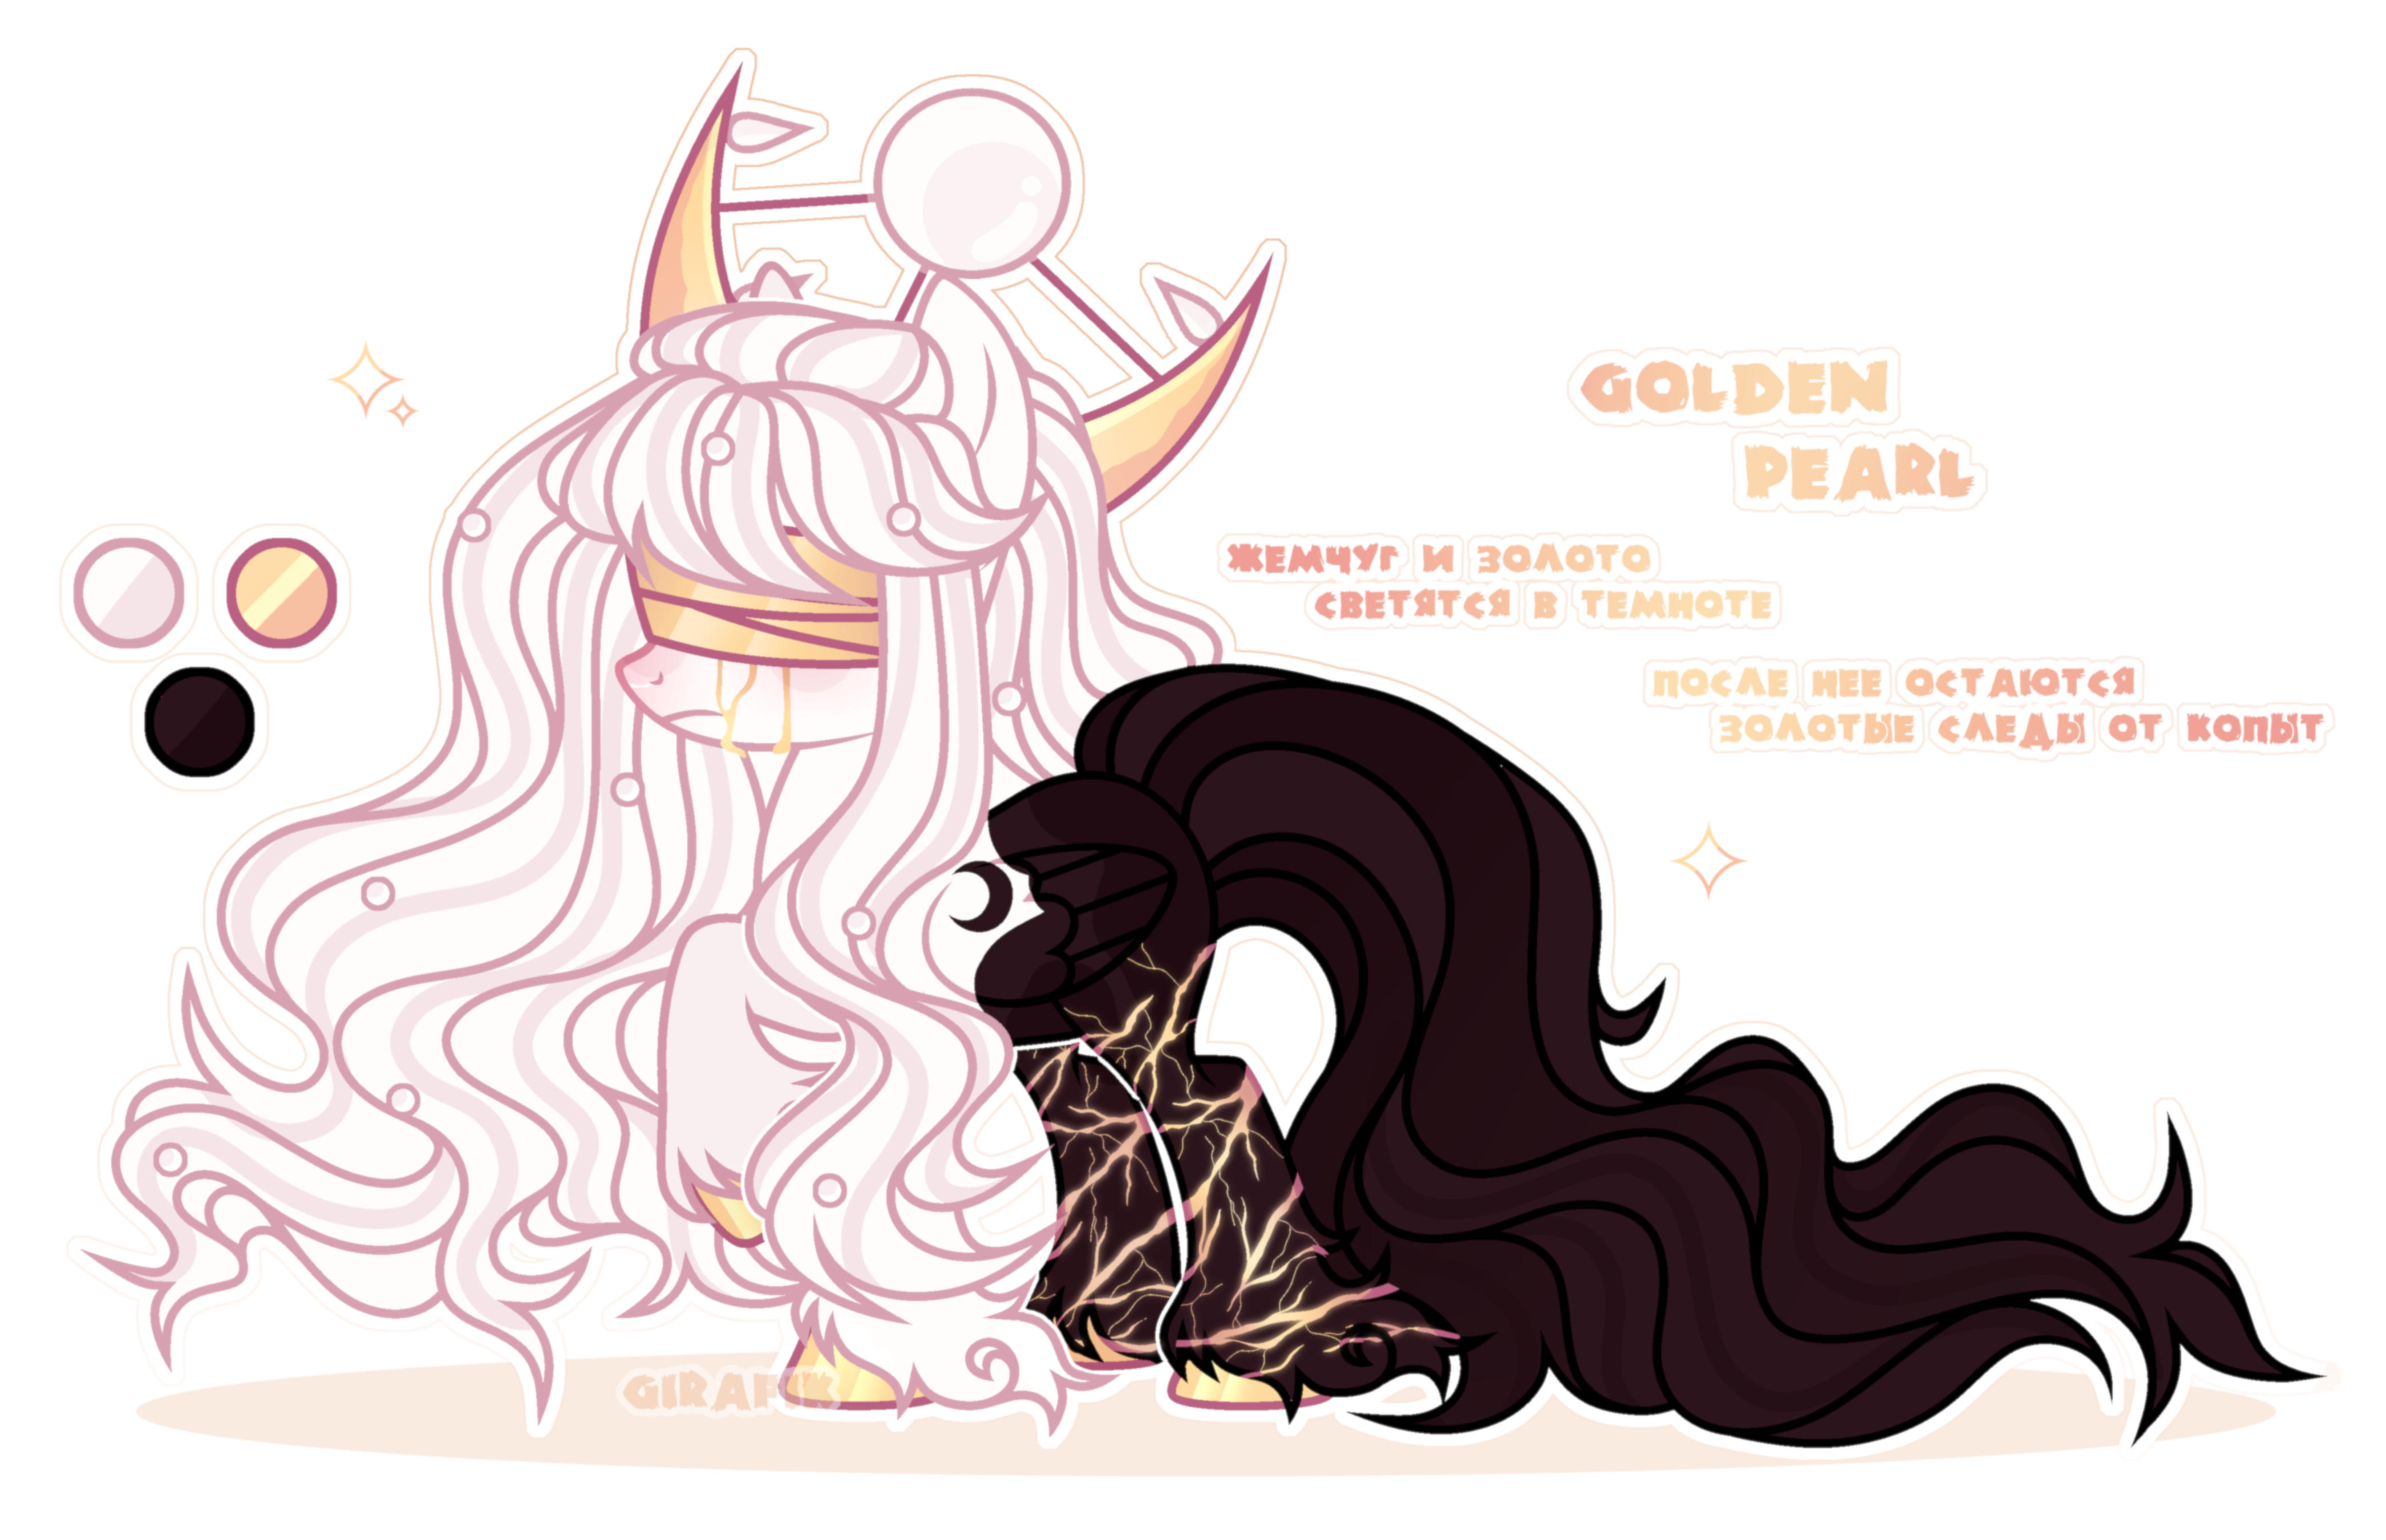 GOLDEN
PEARL
ЖЕМЧУГ И ЗОЛОТО
СВЕТЯТСЯ В ТЕМНОТЕ
ПОСЛЕ НЕЕ ОСТАЮТСЯ
ЗОЛОТЫЕ СЛЕДЫ ОТ КОПЫТ
GIRAFIK